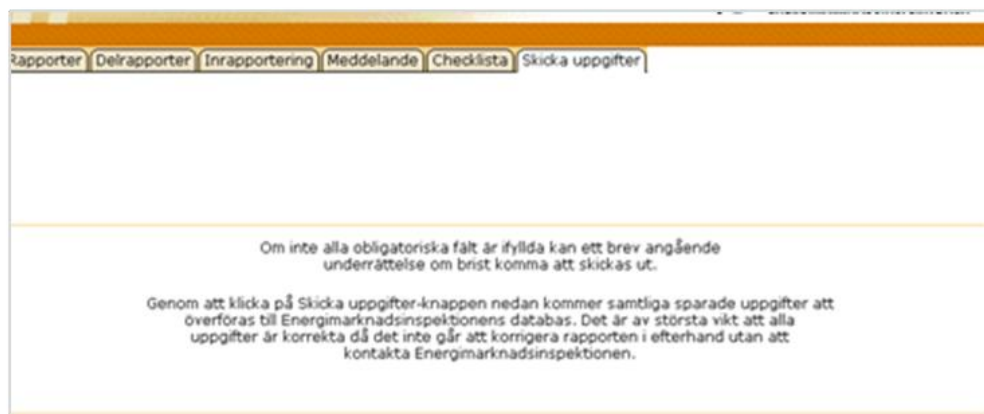 Rapporter Delrapporter Inrapportering Meddelande Checklista Skicka uppgifter
Om inte alla obligatoriska fält är ifyllda kan ett brev angående
underrättelse om brist komma att skickas ut.
Genom att klicka på Skicka uppgifter-knappen nedan kommer samtliga sparade uppgifter att
överföras till Energimarknadsinspektionens databas. Det är av största vikt att alla
uppgifter är korrekta då det inte går att korrigera rapporten i efterhand utan att
kontakta Energimarknadsinspektionen.